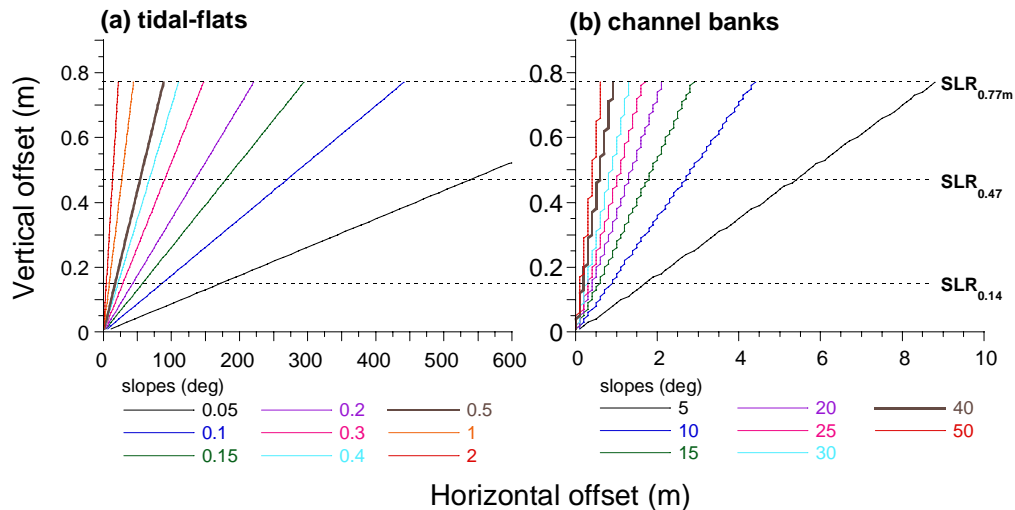 (a) tidal-flats
(b) channel banks
Vertical offset (m)
0.8
0.6
0.4
0.2
0
0 100 200 300 400 500 600
0.8
0.6
0.4
0.2
0
0 2 4 6 8 10
SLR0.77m
SLR0.47
SLR0.14
slopes (deg)
0.05 0.2 0.5
0.1 0.3 1
0.15 0.4 2
slopes (deg)
5 20 40
10 25 50
15 30
Horizontal offset (m)